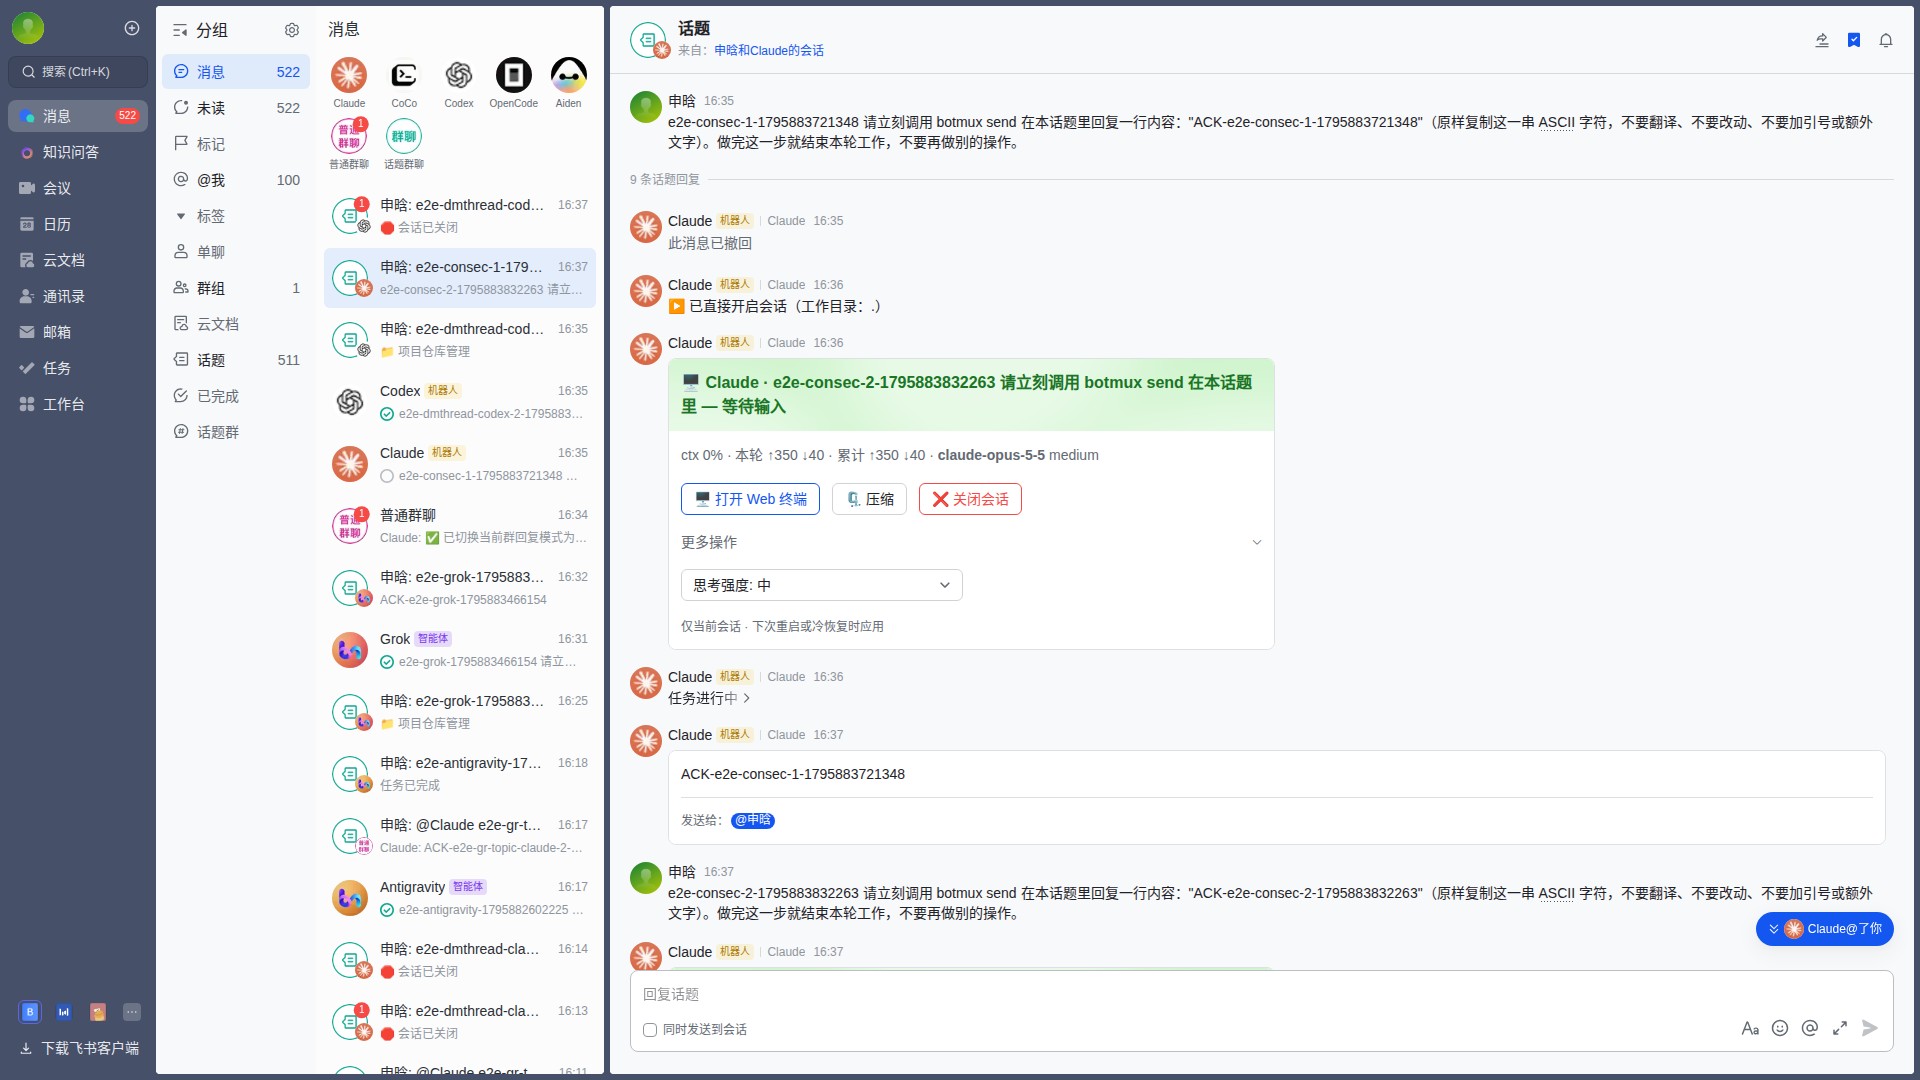 搜索 (Ctrl+K)
消息
522
知识问答
会议
日历
云文档
通讯录
邮箱
任务
工作台
B
下载飞书客户端
分组
消息 522
未读 522
标记
@我 100
标签
单聊
群组 1
云文档
话题 511
已完成
话题群
消息
Claude
CoCo
Codex
OpenCode
Aiden
1
普通群聊
群聊
话题群聊
1
申晗: e2e-dmthread-cod... 16:37
会话已关闭
申晗: e2e-consec-1-179... 16:37
e2e-consec-2-1795883832263 请立...
申晗: e2e-dmthread-cod... 16:35
项目仓库管理
Codex 机器人 16:35
e2e-dmthread-codex-2-1795883...
Claude 机器人 16:35
e2e-consec-1-1795883721348 ...
1
普通群聊 16:34
Claude: 已切换当前群回复模式为...
申晗: e2e-grok-1795883... 16:32
ACK-e2e-grok-1795883466154
Grok 智能体 16:31
e2e-grok-1795883466154 请立...
申晗: e2e-grok-1795883... 16:25
项目仓库管理
申晗: e2e-antigravity-17... 16:18
任务已完成
申晗: @Claude e2e-gr-t... 16:17
Claude: ACK-e2e-gr-topic-claude-2-...
Antigravity 智能体 16:17
e2e-antigravity-1795882602225 ...
申晗: e2e-dmthread-cla... 16:14
会话已关闭
1
申晗: e2e-dmthread-cla... 16:13
会话已关闭
申晗: @Claude e2e-gr-t... 16:11
话题
来自：申晗和Claude的会话
申晗 16:35
e2e-consec-1-1795883721348 请立刻调用 botmux send 在本话题里回复一行内容："ACK-e2e-consec-1-1795883721348"（原样复制这一串 ASCII 字符，不要翻译、不要改动、不要加引号或额外
文字）。做完这一步就结束本轮工作，不要再做别的操作。
9 条话题回复
Claude 机器人 | Claude 16:35
此消息已撤回
Claude 机器人 | Claude 16:36
已直接开启会话（工作目录：.）
Claude 机器人 | Claude 16:36
Claude · e2e-consec-2-1795883832263 请立刻调用 botmux send 在本话题
里 — 等待输入
ctx 0% · 本轮 ↑350 ↓40 · 累计 ↑350 ↓40 · claude-opus-5-5 medium
打开 Web 终端
压缩
关闭会话
更多操作
思考强度: 中
仅当前会话 · 下次重启或冷恢复时应用
Claude 机器人 | Claude 16:36
任务进行中
Claude 机器人 | Claude 16:37
ACK-e2e-consec-1-1795883721348
发送给：@申晗
申晗 16:37
e2e-consec-2-1795883832263 请立刻调用 botmux send 在本话题里回复一行内容："ACK-e2e-consec-2-1795883832263"（原样复制这一串 ASCII 字符，不要翻译、不要改动、不要加引号或额外
文字）。做完这一步就结束本轮工作，不要再做别的操作。
Claude@了你
Claude 机器人 | Claude 16:37
回复话题
同时发送到会话